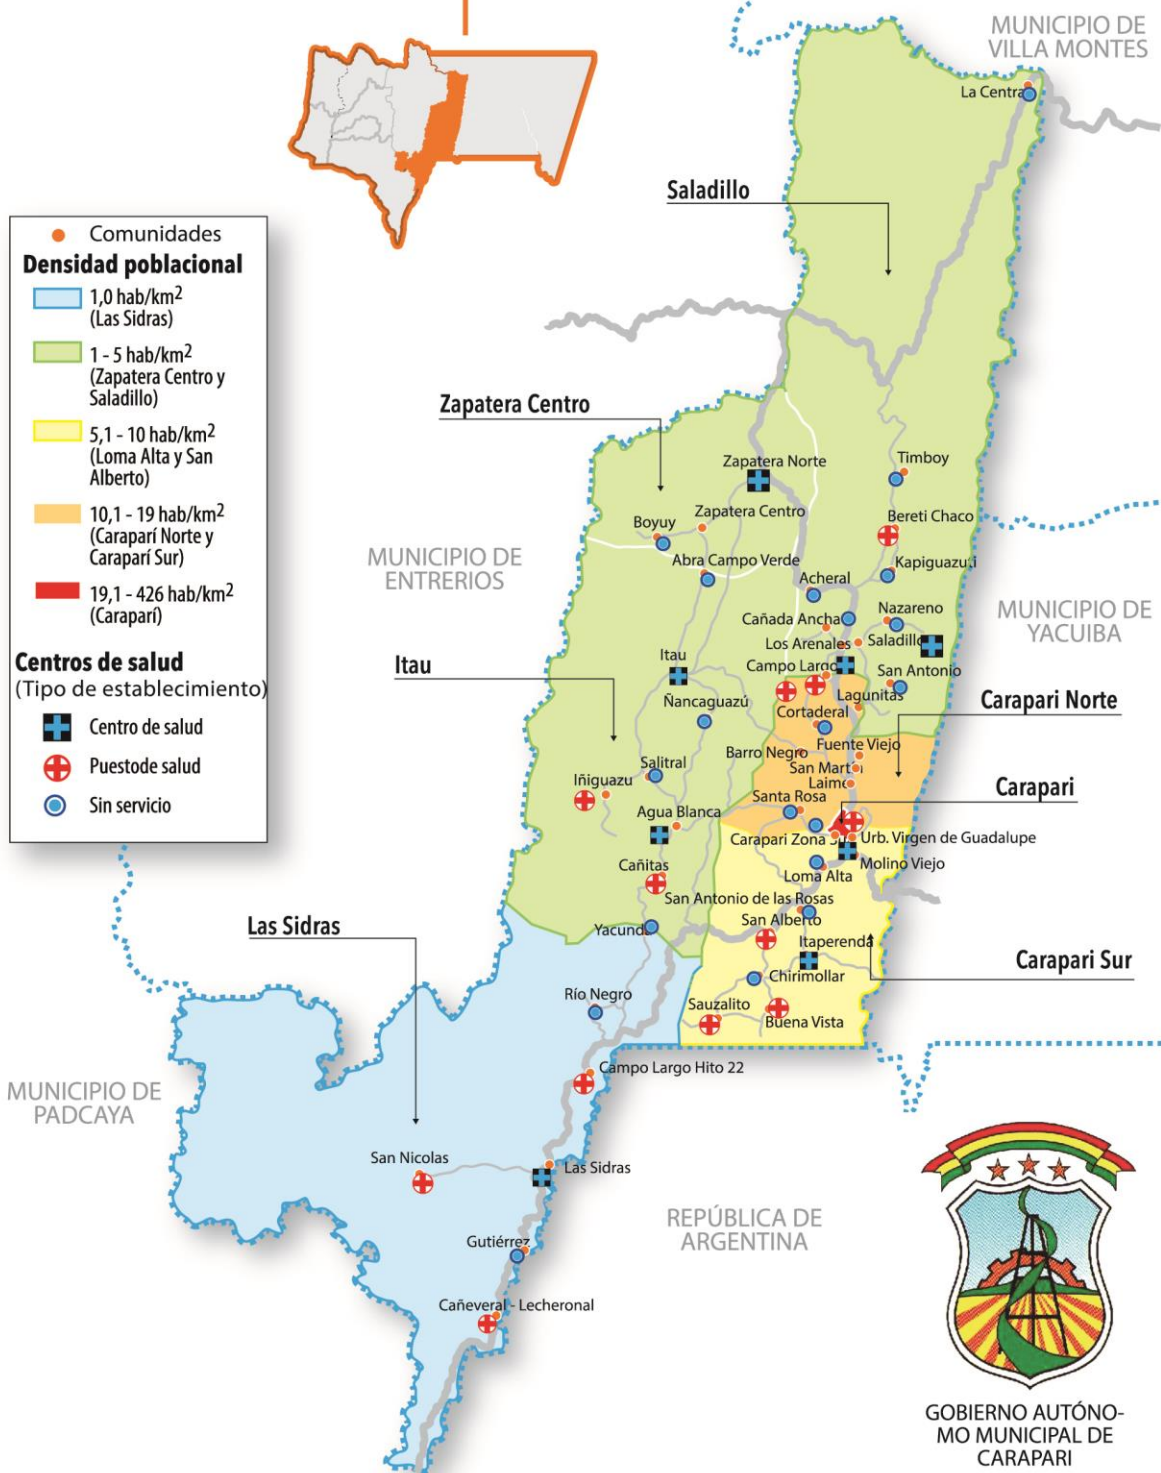 MUNICIPIO DE
VILLA MONTES
La Centra
Saladillo
Comunidades
Densidad poblacional
1,0 hab/km2
(Las Sidras)
1 - 5 hab/km2
(Zapatera Centro y
Saladillo)
5,1 - 10 hab/km2
(Loma Alta y San
Alberto)
10,1 - 19 hab/km2
(Caraparí Norte y
Caraparí Sur)
19,1 - 426 hab/km2
(Caraparí)
Centros de salud
(Tipo de establecimiento)
Centro de salud
Puestode salud
Sin servicio
Zapatera Centro
Zapatera Norte
Timboy
Zapatera Centro
Boyuy
Bereti Chaco
MUNICIPIO DE
ENTRERIOS
Abra Campo Verde
Kapiguazuti
Acheral
Nazareno
Cañada Ancha
MUNICIPIO DE
YACUIBA
Los Arenales
Saladillo
Itau
Itau
Campo Largo
San Antonio
Lagunitas
Ñancaguazú
Carapari Norte
Cortaderal
Fuente Viejo
Barro Negro
San Martín
Salitral
Laime
Iñiguazu
Carapari
Santa Rosa
Agua Blanca
Carapari Zona
Urb. Virgen de Guadalupe
Molino Viejo
Cañitas
Loma Alta
San Antonio de las Rosas
San Alberto
Las Sidras
Yacunda
Itaperenda
Carapari Sur
Chirimollar
Río Negro
Sauzalito
Buena Vista
Campo Largo Hito 22
MUNICIPIO DE
PADCAYA
San Nicolas
Las Sidras
REPÚBLICA DE
ARGENTINA
Gutiérrez
Cañeveral - Lecheronal
GOBIERNO AUTÓNO-
MO MUNICIPAL DE
CARAPARI